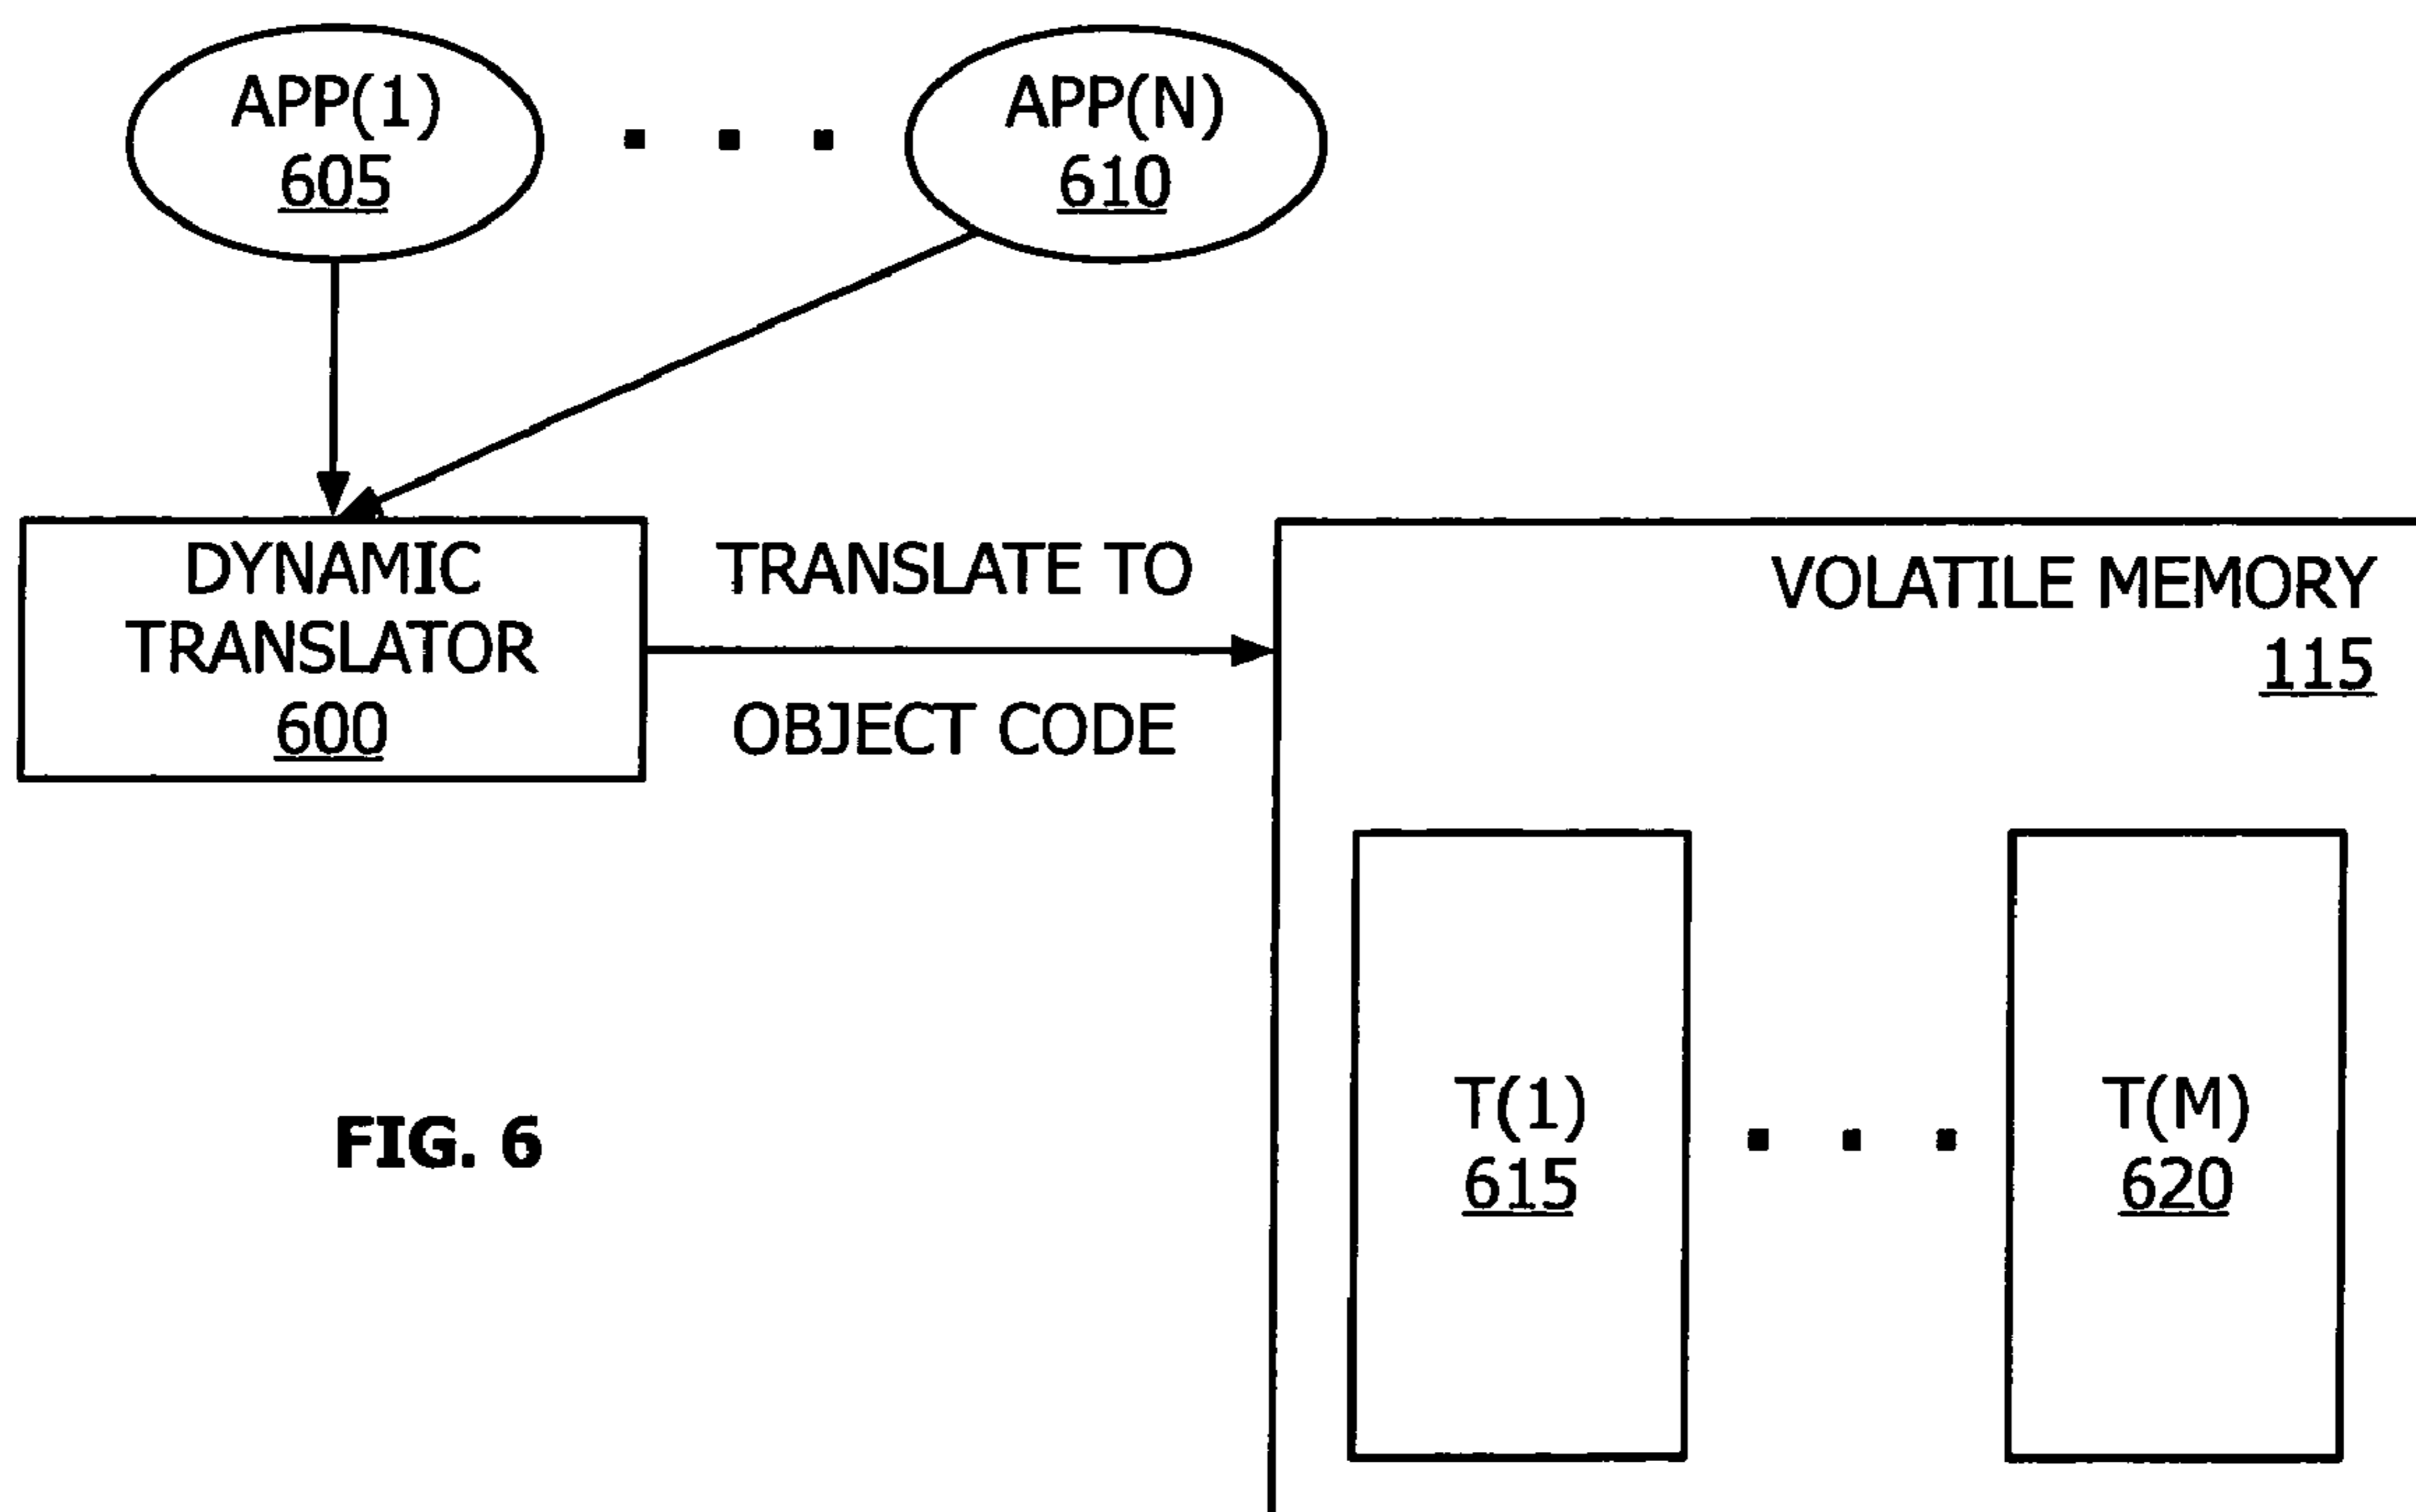 APP(1)
605
APP(N)
610
DYNAMIC
TRANSLATOR
600
TRANSLATE TO
OBJECT CODE
VOLATILE MEMORY
115
T(1)
615
T(M)
620
FIG. 6